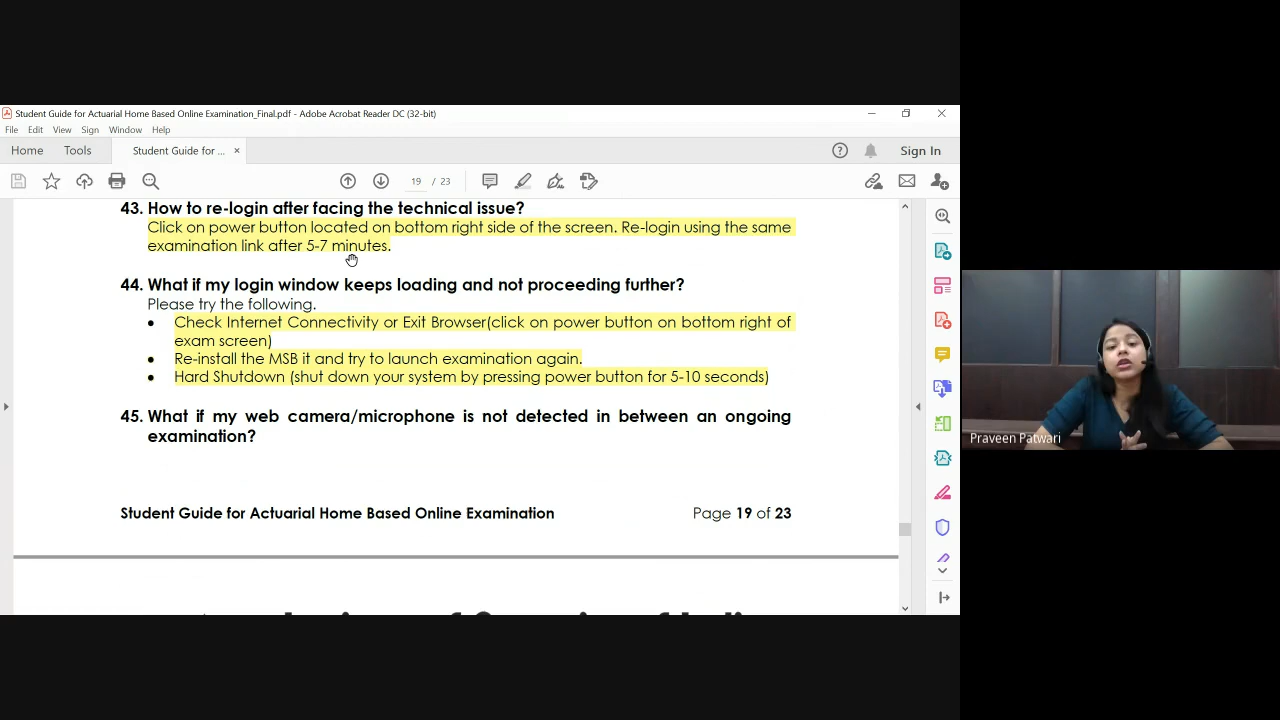 Student Guide for Actuarial Home Based Online Examination_Final.pdf - Adobe Acrobat Reader DC (32-bit)
File Edit View Sign Window Help
Home Tools Student Guide for ... × Sign In
19 / 23
43. How to re-login after facing the technical issue?
Click on power button located on bottom right side of the screen. Re-login using the same
examination link after 5-7 minutes.
44. What if my login window keeps loading and not proceeding further?
Please try the following.
• Check Internet Connectivity or Exit Browser(click on power button on bottom right of
exam screen)
• Re-install the MSB it and try to launch examination again.
• Hard Shutdown (shut down your system by pressing power button for 5-10 seconds)
45. What if my web camera/microphone is not detected in between an ongoing
examination?
Student Guide for Actuarial Home Based Online Examination Page 19 of 23
Praveen Patwari